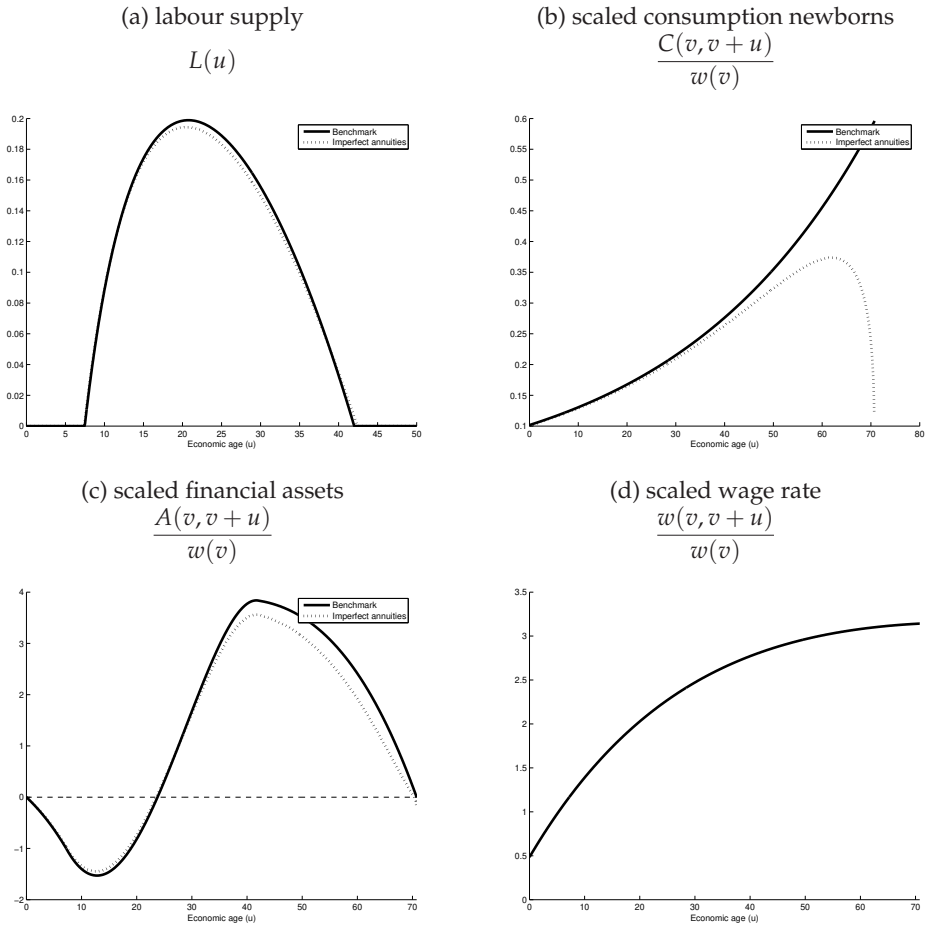 (a) labour supply
L(u)
0.2
0.18
0.16
0.14
0.12
0.1
0.08
0.06
0.04
0.02
0
0 5 10 15 20 25 30 35 40 45 50
Economic age (u)
Benchmark
Imperfect annuities
(b) scaled consumption newborns
C(v, v + u)
w(v)
0.6
0.55
0.5
0.45
0.4
0.35
0.3
0.25
0.2
0.15
0.1
0 10 20 30 40 50 60 70 80
Economic age (u)
Benchmark
Imperfect annuities
(c) scaled financial assets
A(v, v + u)
w(v)
4
3
2
1
0
−1
−2
0 10 20 30 40 50 60 70
Economic age (u)
Benchmark
Imperfect annuities
(d) scaled wage rate
w(v, v + u)
w(v)
3.5
3
2.5
2
1.5
1
0.5
0
0 10 20 30 40 50 60 70
Economic age (u)